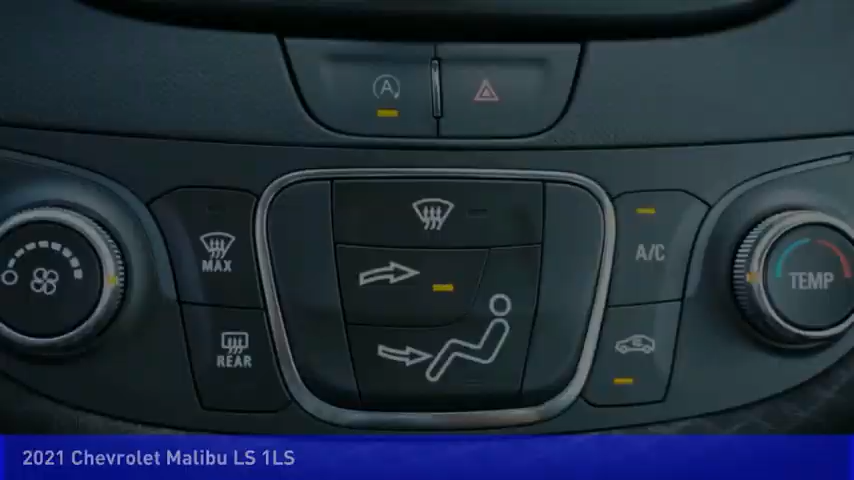 A
MAX
A/C
REAR
TEMP
2021 Chevrolet Malibu LS 1LS